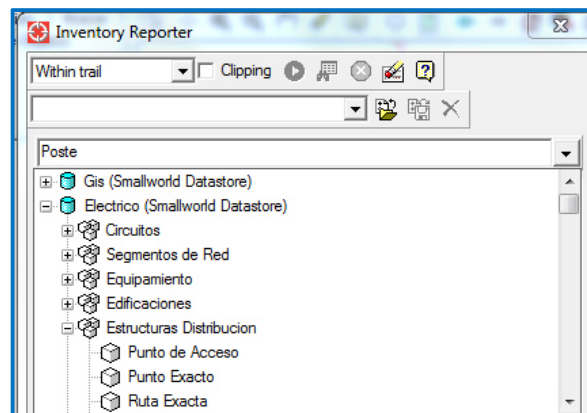 Inventory Reporter
Within trail
Clipping
Poste
Gis (Smallworld Datastore)
Electrico (Smallworld Datastore)
Circuitos
Segmentos de Red
Equipamiento
Edificaciones
Estructuras Distribucion
Punto de Acceso
Punto Exacto
Ruta Exacta